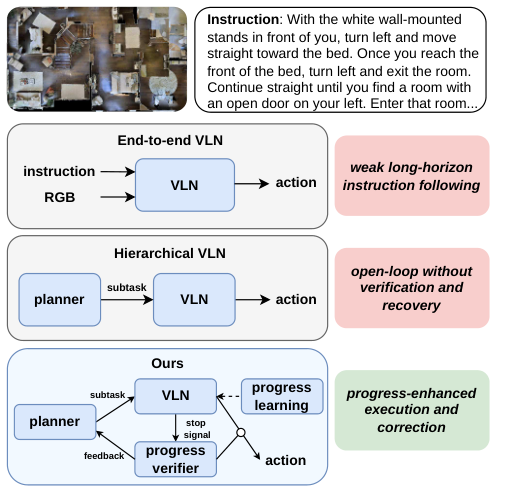 Instruction: With the white wall-mounted
stands in front of you, turn left and move
straight toward the bed. Once you reach the
front of the bed, turn left and exit the room.
Continue straight until you find a room with
an open door on your left. Enter that room...
End-to-end VLN
instruction
RGB
VLN
action
weak long-horizon
instruction following
Hierarchical VLN
planner
subtask
VLN
action
open-loop without
verification and
recovery
Ours
planner
subtask
feedback
VLN
stop
signal
progress
verifier
progress
learning
action
progress-enhanced
execution and
correction